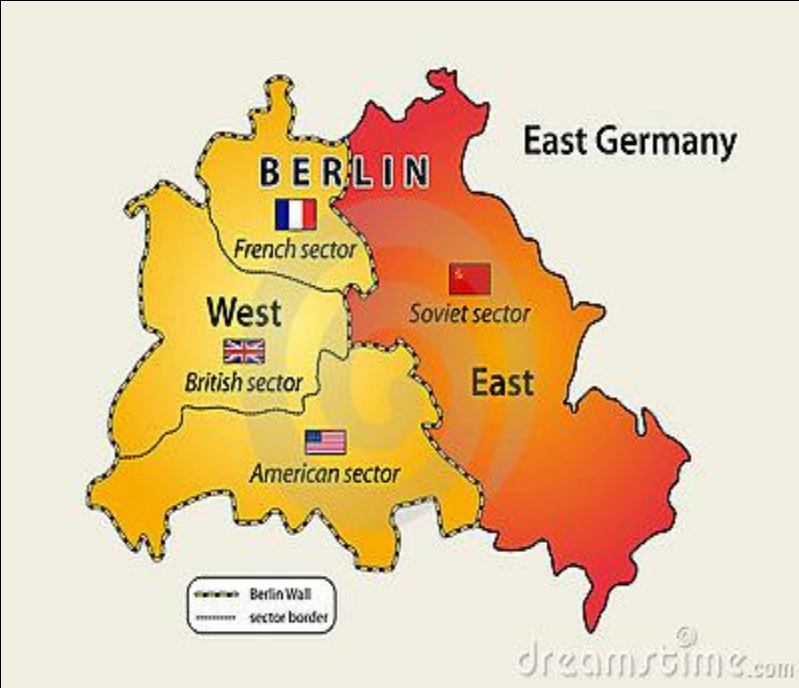 East Germany
BERLIN
French sector
West
Soviet sector
British sector
East
American sector
Berlin Wall
sector border
dreamstime.com